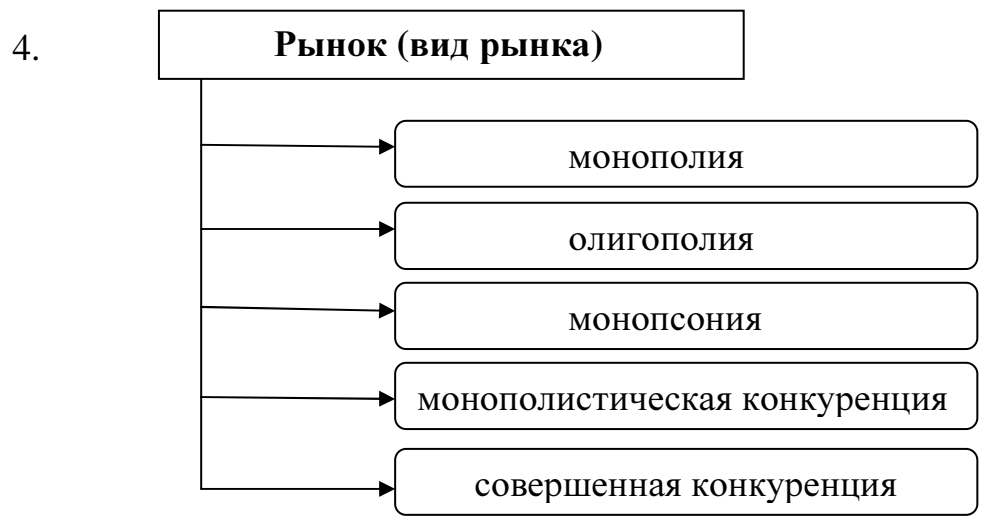 4.
Рынок (вид рынка)
монополия
олигополия
монопсония
монополистическая конкуренция
совершенная конкуренция